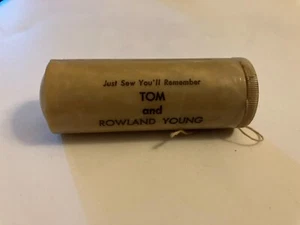 Just Sew You'll Remember
TOM
and
ROWLAND YOUNG